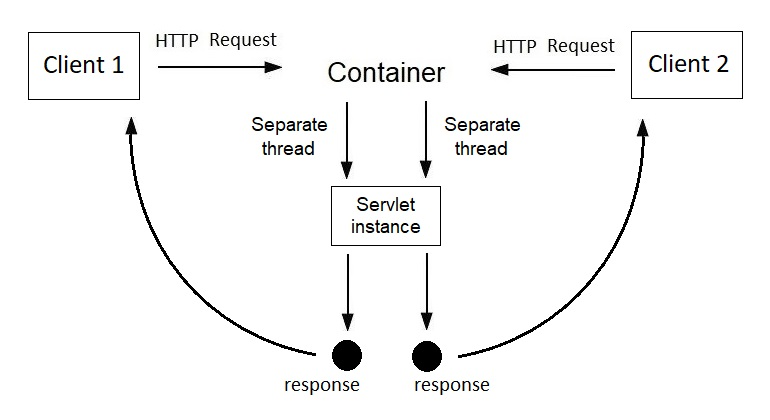 HTTP Request
HTTP Request
Client 1
Container
Client 2
Separate
thread
Separate
thread
Servlet
instance
response
response